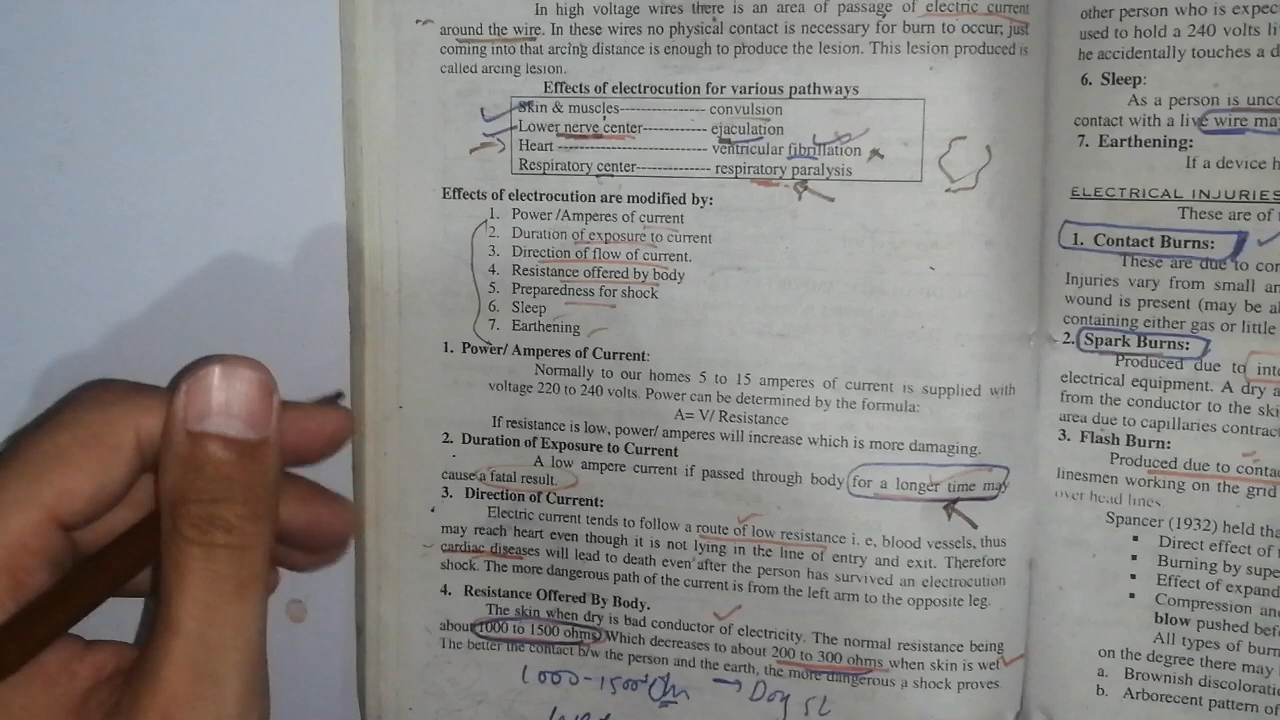 In high voltage wires there is an area of passage of electric current
around the wire. In these wires no physical contact is necessary for burn to occur; just
coming into that arcing distance is enough to produce the lesion. This lesion produced is
called arcing lesion.
Effects of electrocution for various pathways
Skin & muscles---------------- convulsion
Lower nerve center------------ ejaculation
Heart ---------------------------- ventricular fibrillation
Respiratory center-------------- respiratory paralysis
Effects of electrocution are modified by:
1. Power /Amperes of current
2. Duration of exposure to current
3. Direction of flow of current.
4. Resistance offered by body
5. Preparedness for shock
6. Sleep
7. Earthening
1. Power/ Amperes of Current:
Normally to our homes 5 to 15 amperes of current is supplied with
voltage 220 to 240 volts. Power can be determined by the formula:
A= V/ Resistance
If resistance is low, power/ amperes will increase which is more damaging.
2. Duration of Exposure to Current
A low ampere current if passed through body for a longer time may
cause a fatal result.
3. Direction of Current:
Electric current tends to follow a route of low resistance i. e, blood vessels, thus
may reach heart even though it is not lying in the line of entry and exit. Therefore
cardiac diseases will lead to death even after the person has survived an electrocution
shock. The more dangerous path of the current is from the left arm to the opposite leg.
4. Resistance Offered By Body.
The skin when dry is bad conductor of electricity. The normal resistance being
about 1000 to 1500 ohms. Which decreases to about 200 to 300 ohms when skin is wet
The better the contact b/w the person and the earth, the more dangerous a shock proves
1000-1500
other person who is
used to hold a 240 volts
he accidentally touches a
6. Sleep:
As a person is
contact with a live wire
7. Earthening:
If a device
ELECTRICAL INJURIES
These are of
1. Contact Burns:
These are due to
Injuries vary from small
wound is present (may be
containing either gas or little
2. Spark Burns:
Produced due to
electrical equipment. A dry
from the conductor to the
area due to capillaries
3. Flash Burn:
Produced due to
linesmen working on the grid
over head lines
Spancer (1932) held
▪ Direct effect of
▪ Burning by
▪ Effect of
▪ Compression
blow pushed
All types of
on the degree there may
a. Brownish
b. Arborecent pattern of